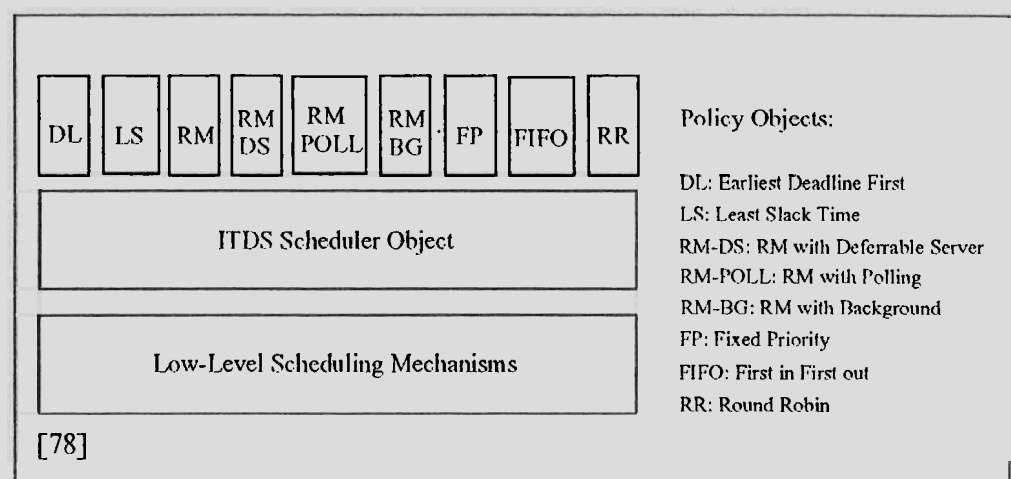 DL
LS
RM
RM
DS
RM
POLL
RM
BG
FP
FIFO
RR
ITDS Scheduler Object
Low-Level Scheduling Mechanisms
[78]
Policy Objects:
DL: Earliest Deadline First
LS: Least Slack Time
RM-DS: RM with Deferrable Server
RM-POLL: RM with Polling
RM-BG: RM with Background
FP: Fixed Priority
FIFO: First in First out
RR: Round Robin